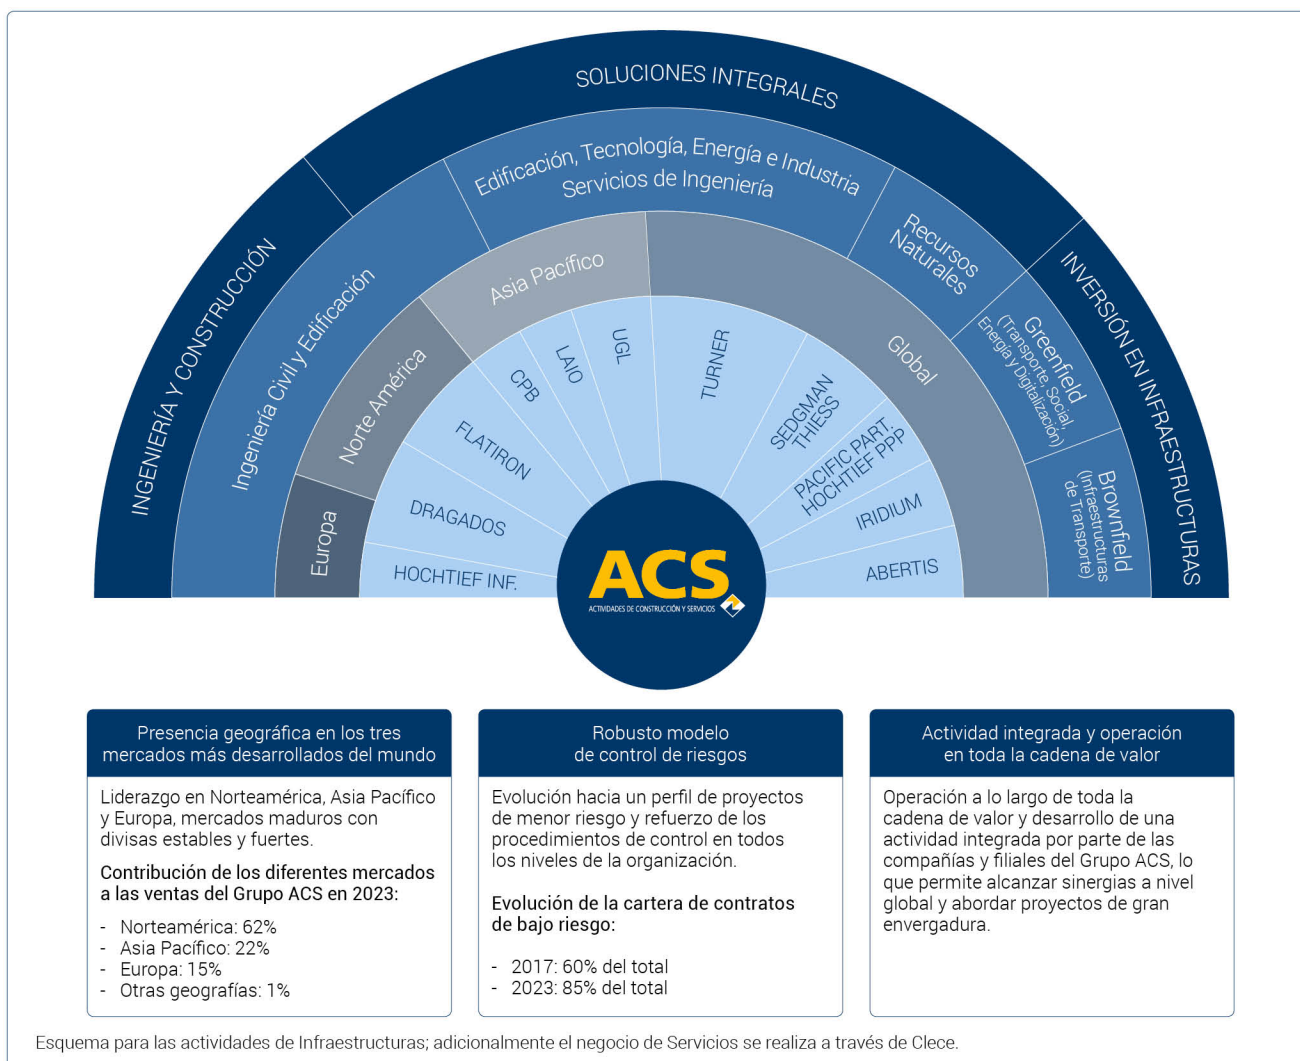 SOLUCIONES INTEGRALES
INGENIERÍA Y CONSTRUCCIÓN
INVERSIÓN EN INFRAESTRUCTURAS
Ingeniería Civil y Edificación
Edificación, Tecnología, Energía e Industria
Servicios de Ingeniería
Recursos
Naturales
Greenfield
(Transporte, Social,
Energía y Digitalización)
Brownfield
(Infraestructuras
de Transporte)
Europa
Norte América
Asia Pacífico
Global
HOCHTIEF INF.
DRAGADOS
FLATIRON
CPB
LAIO
UGL
TURNER
SEDGMAN
THIESS
PACIFIC PART.
HOCHTIEF PPP
IRIDIUM
ABERTIS
ACS
ACTIVIDADES DE CONSTRUCCIÓN Y SERVICIOS
Presencia geográfica en los tres
mercados más desarrollados del mundo
Liderazgo en Norteamérica, Asia Pacífico
y Europa, mercados maduros con
divisas estables y fuertes.
Contribución de los diferentes mercados
a las ventas del Grupo ACS en 2023:
- Norteamérica: 62%
- Asia Pacífico: 22%
- Europa: 15%
- Otras geografías: 1%
Robusto modelo
de control de riesgos
Evolución hacia un perfil de proyectos
de menor riesgo y refuerzo de los
procedimientos de control en todos
los niveles de la organización.
Evolución de la cartera de contratos
de bajo riesgo:
- 2017: 60% del total
- 2023: 85% del total
Actividad integrada y operación
en toda la cadena de valor
Operación a lo largo de toda la
cadena de valor y desarrollo de una
actividad integrada por parte de las
compañías y filiales del Grupo ACS, lo
que permite alcanzar sinergias a nivel
global y abordar proyectos de gran
envergadura.
Esquema para las actividades de Infraestructuras; adicionalmente el negocio de Servicios se realiza a través de Clece.